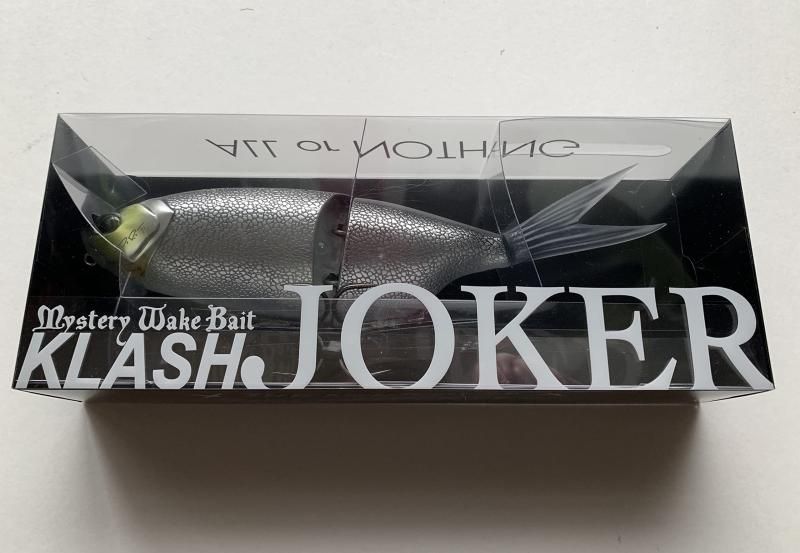 ALL or NOTHING
Mystery Wake Bait
KLASH JOKER